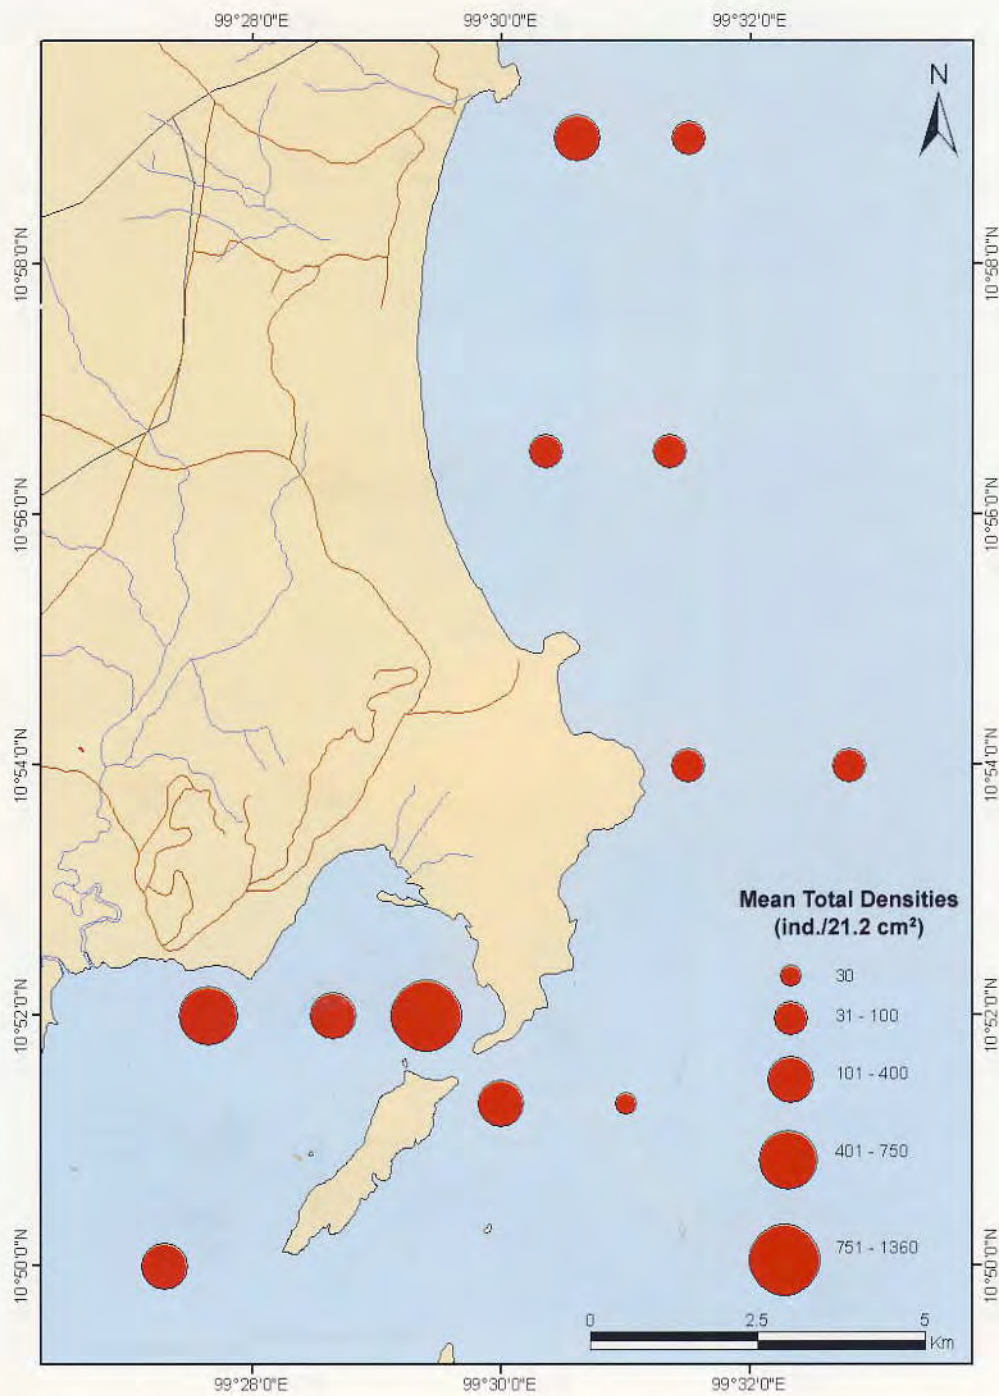 99°28'0"E 99°30'0"E 99°32'0"E
N
10°58'0"N 10°58'0"N
10°56'0"N 10°56'0"N
10°54'0"N 10°54'0"N
Mean Total Densities
(ind./21.2 cm²)
30
31 - 100
10°52'0"N 10°52'0"N
101 - 400
401 - 750
751 - 1360
10°50'0"N 10°50'0"N
0 2.5 5
Km
99°28'0"E 99°30'0"E 99°32'0"E